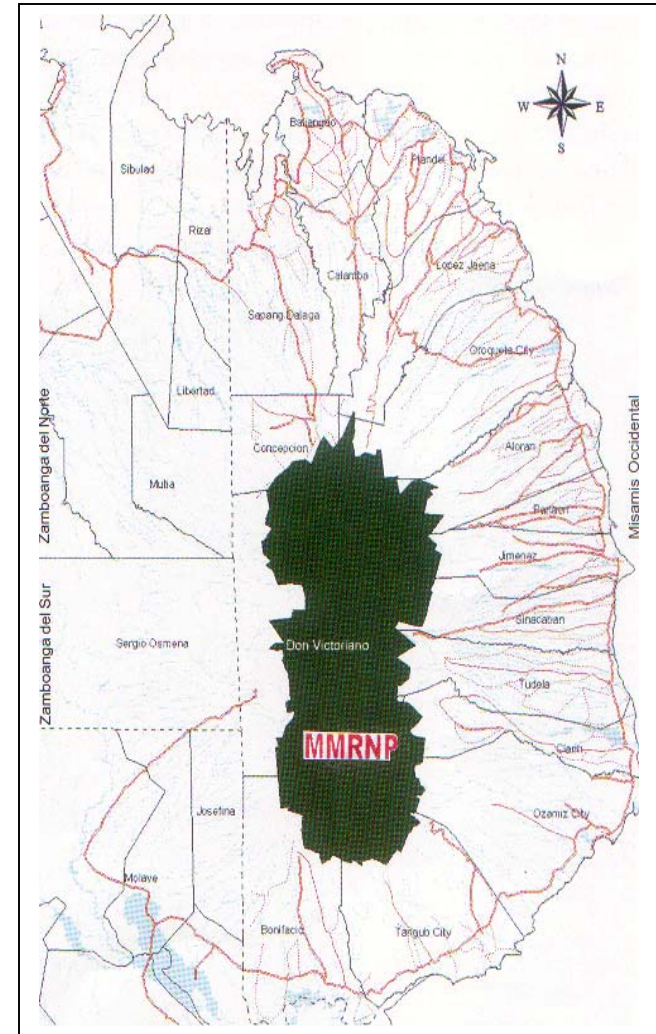 N
W E
S
Baliangao
Plaridel
Sibulad
Rizal
Calamba
Lopez Jaena
Sapang Dalaga
Oroquieta City
Libertad
Concepcion
Aloran
Mutia
Panaon
Jimenez
Sinacaban
Sergio Osmena
Don Victoriano
Tudela
MMRNP
Clarin
Josefina
Ozamiz City
Molave
Bonifacio
Tangub City
Zamboanga del Norte
Zamboanga del Sur
Misamis Occidental